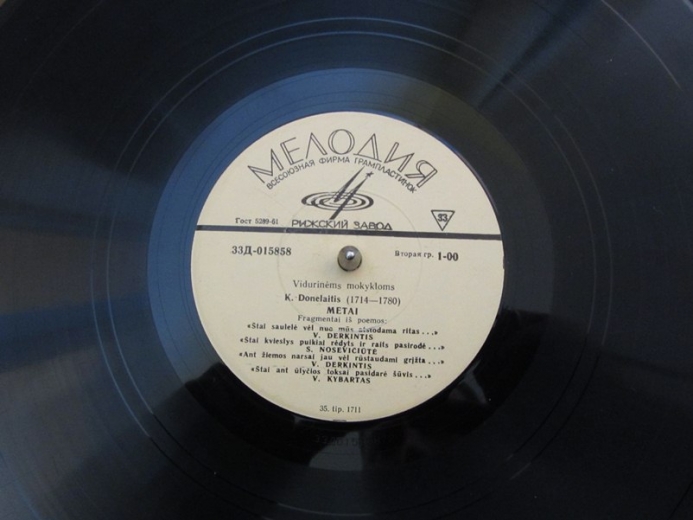 МЕЛОДИЯ
ВСЕСОЮЗНАЯ ФИРМА ГРАМПЛАСТИНОК
Гост 5289-61
РИЖСКИЙ ЗАВОД
33
33Д-015858
Вторая гр. 1-00
Vidurinėms mokykloms
K. Donelaitis (1714—1780)
METAI
Fragmentai iš poemos:
«Štai saulelė vėl nuo mūs atstodama ritas...»
V. DERKINTIS
«Štai kvieslys puikiai rėdyts ir raits pasirodė...»
S. NOSEVIČIŪTĖ
«Ant žiemos narsai jau vėl rūstaudami grįžta...»
V. DERKINTIS
«Štai ant ūlyčios toksai pasidarė šūvis...»
V. KYBARTAS
35. tip. 1711